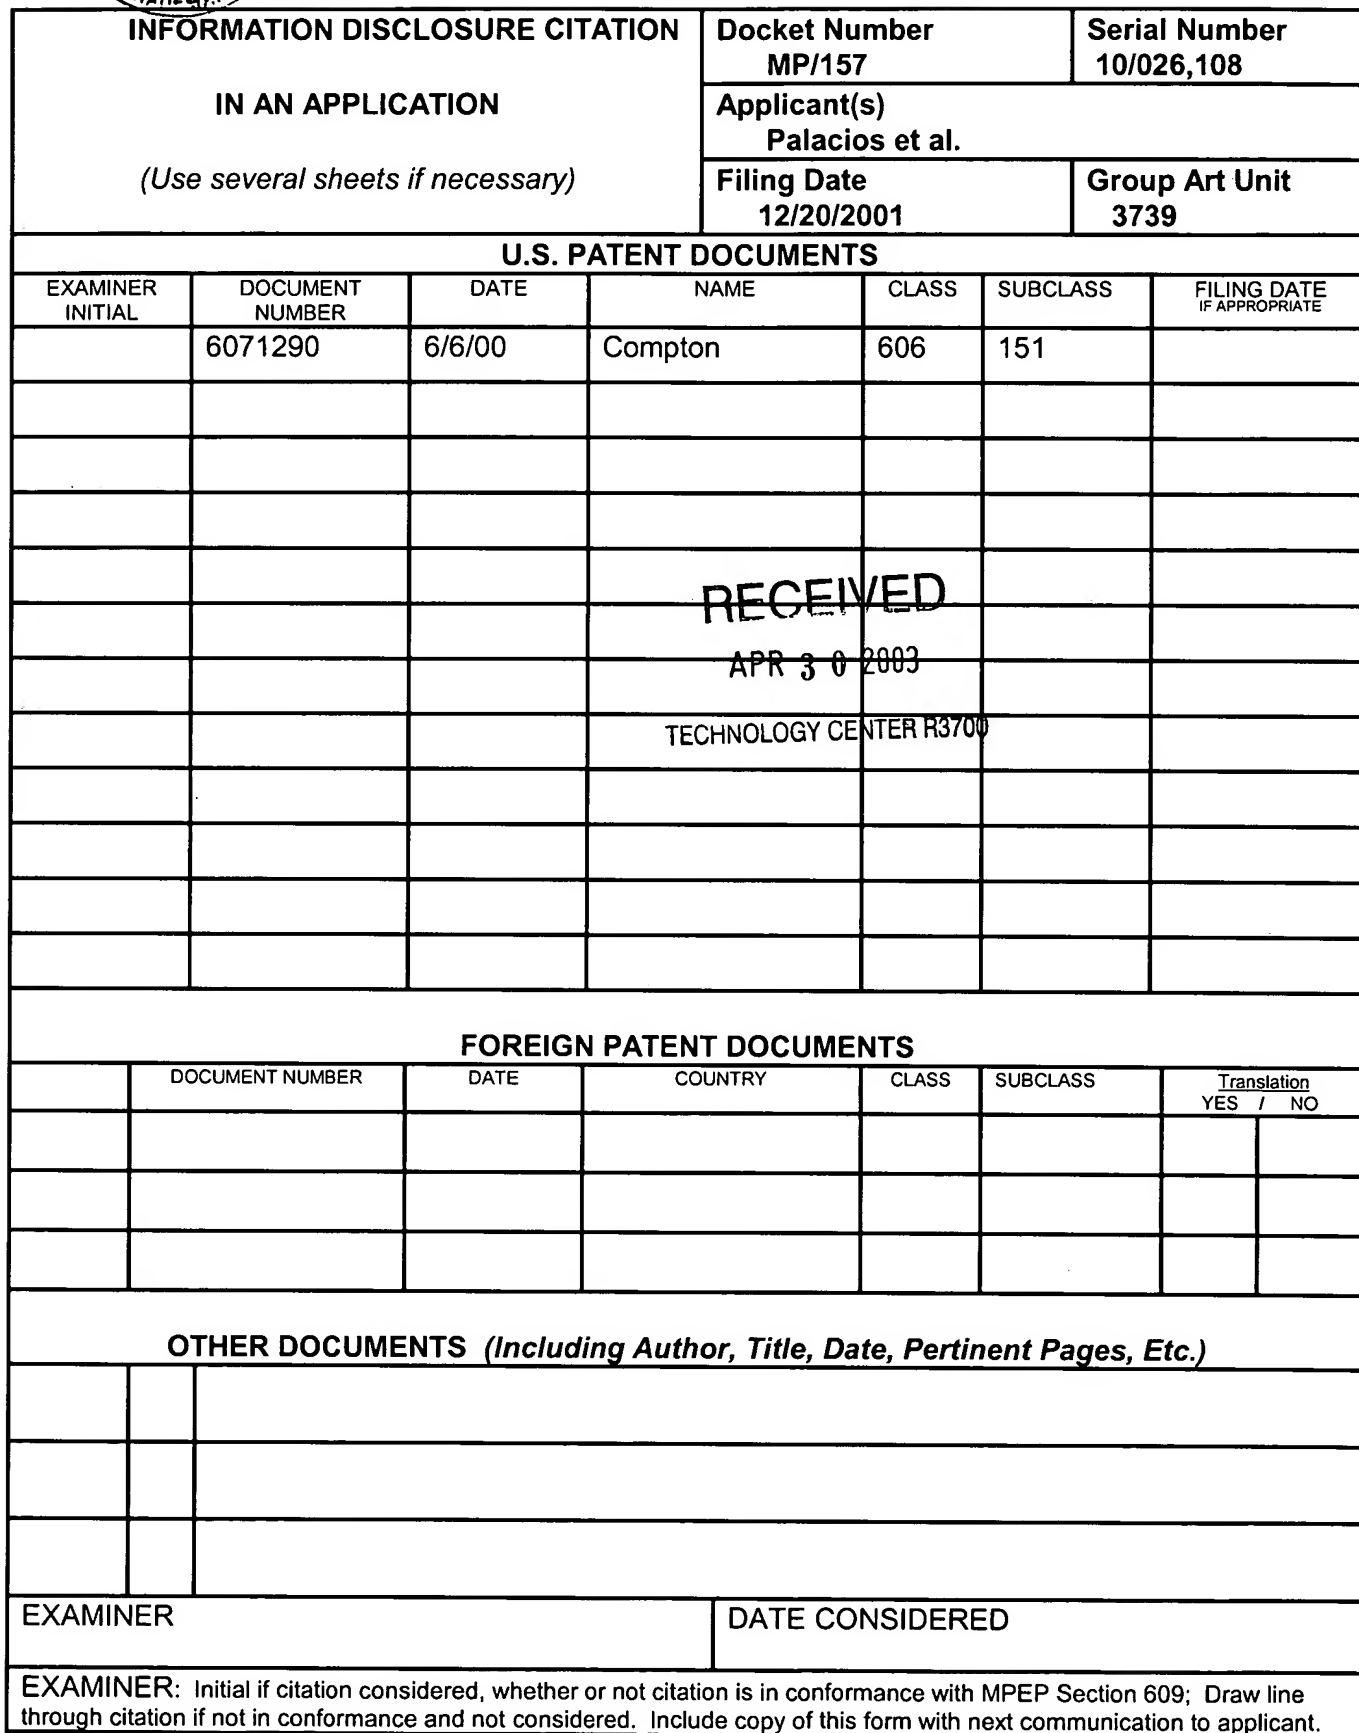 INFORMATION DISCLOSURE CITATION
IN AN APPLICATION
(Use several sheets if necessary)
Docket Number
MP/157
Serial Number
10/026,108
Applicant(s)
Palacios et al.
Filing Date
12/20/2001
Group Art Unit
3739
U.S. PATENT DOCUMENTS
EXAMINER INITIAL DOCUMENT NUMBER DATE NAME CLASS SUBCLASS FILING DATE IF APPROPRIATE
6071290 6/6/00 Compton 606 151
RECEIVED
APR 30 2003
TECHNOLOGY CENTER R3700
FOREIGN PATENT DOCUMENTS
DOCUMENT NUMBER DATE COUNTRY CLASS SUBCLASS Translation
YES / NO
OTHER DOCUMENTS (Including Author, Title, Date, Pertinent Pages, Etc.)
EXAMINER DATE CONSIDERED
EXAMINER: Initial if citation considered, whether or not citation is in conformance with MPEP Section 609; Draw line
through citation if not in conformance and not considered. Include copy of this form with next communication to applicant.